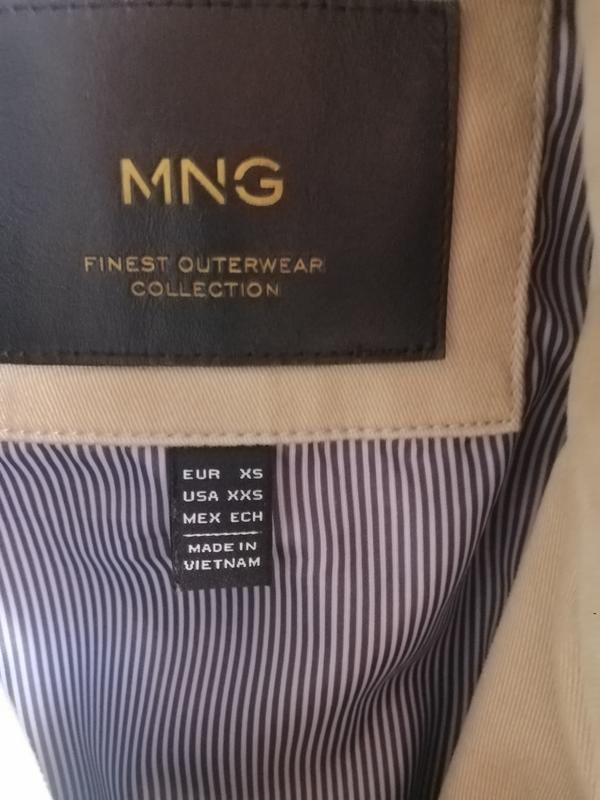 MNG
FINEST OUTERWEAR
COLLECTION
EUR XS
USA XXS
MEX ECH
MADE IN
VIETNAM